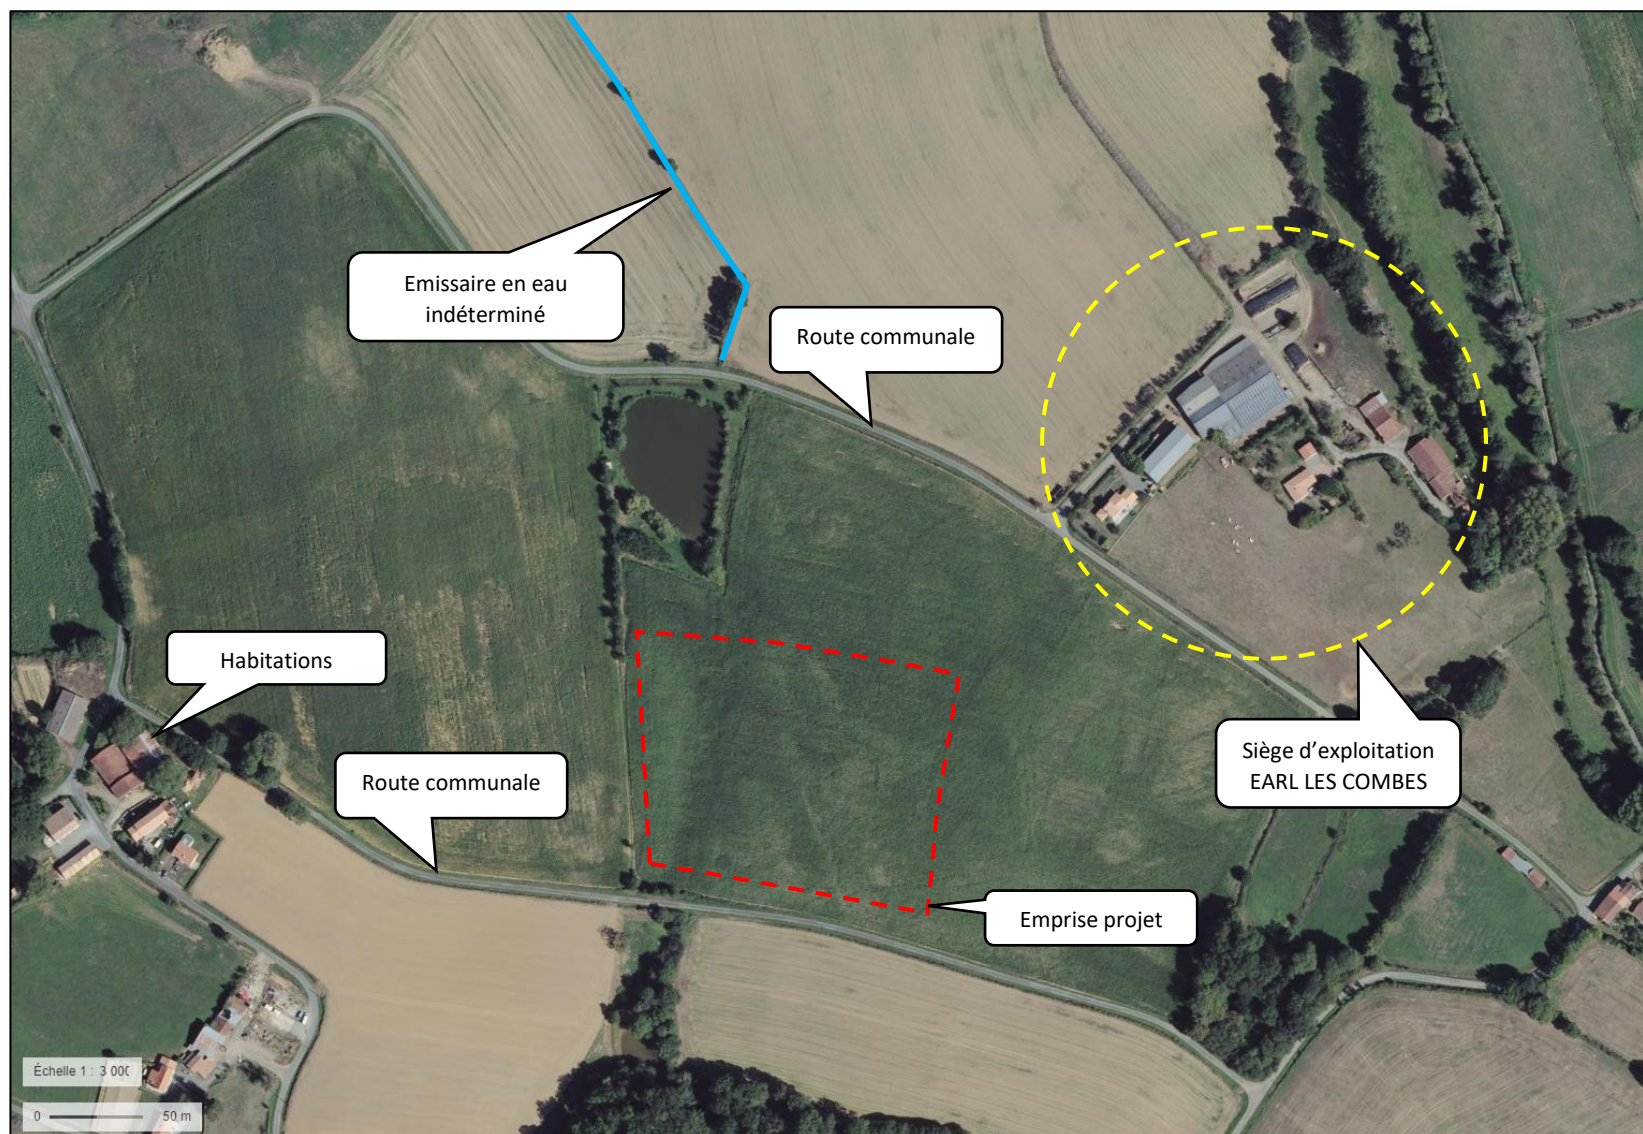 Emissaire en eau
indéterminé
Route communale
Habitations
Route communale
Siège d'exploitation
EARL LES COMBES
Emprise projet
Échelle 1 : 3 000
0 50 m